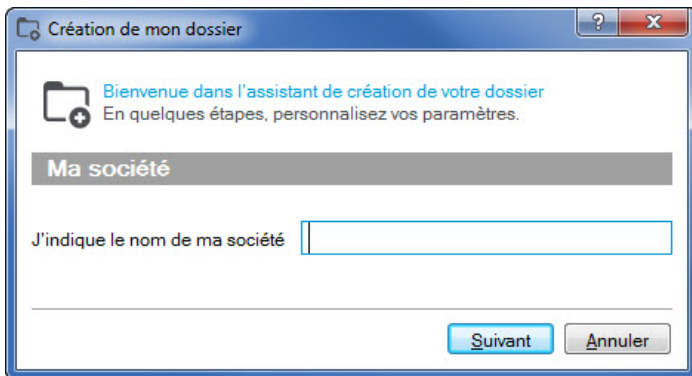 Création de mon dossier
?
X
Bienvenue dans l'assistant de création de votre dossier
En quelques étapes, personnalisez vos paramètres.
Ma société
J'indique le nom de ma société
Suivant
Annuler